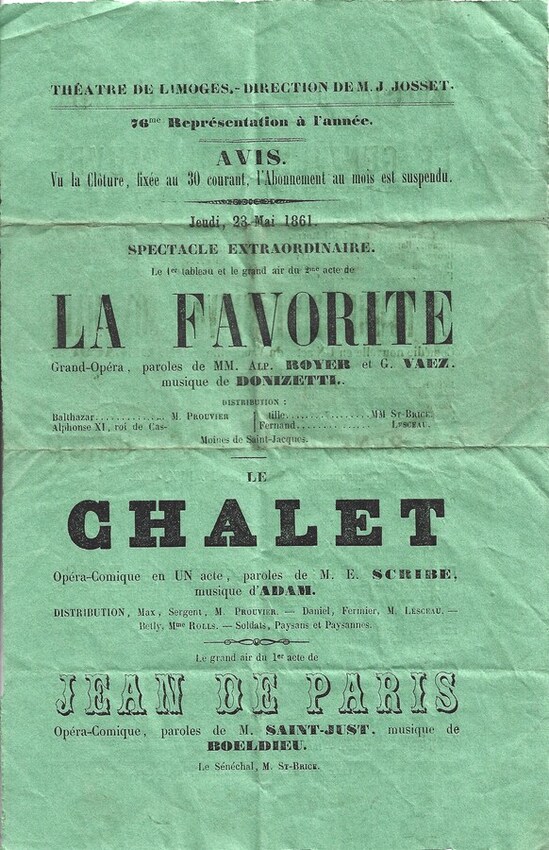 THÉATRE DE LIMOGES.-DIRECTION DE M. J. JOSSET.
76me Représentation à l'année.
AVIS.
Vu la Clôture, fixée au 30 courant, l'Abonnement au mois est suspendu.
Jeudi, 23 Mai 1861.
SPECTACLE EXTRAORDINAIRE.
Le 1er tableau et le grand air du 2me acte de
LA FAVORITE
Grand-Opéra, paroles de MM. ALP. ROYER et G. VAEZ,
musique de DONIZETTI.
DISTRIBUTION :
Balthazar.............. M. PROUVIER
Alphonse XI, roi de Cas-
tille.................. MM ST-BRICE.
Fernand................ LESCEAU.
Moines de Saint-Jacques.
LE
CHALET
Opéra-Comique en UN acte, paroles de M. E. SCRIBE,
musique d'ADAM.
DISTRIBUTION, Max, Sergent, M. PROUVIER. — Daniel, Fermier, M. LESCEAU. —
Betly, Mme ROLLS. — Soldats, Paysans et Paysannes.
Le grand air du 1er acte de
JEAN DE PARIS
Opéra-Comique, paroles de M. SAINT-JUST, musique de
BOELDIEU.
Le Sénéchal, M. ST-BRICK.